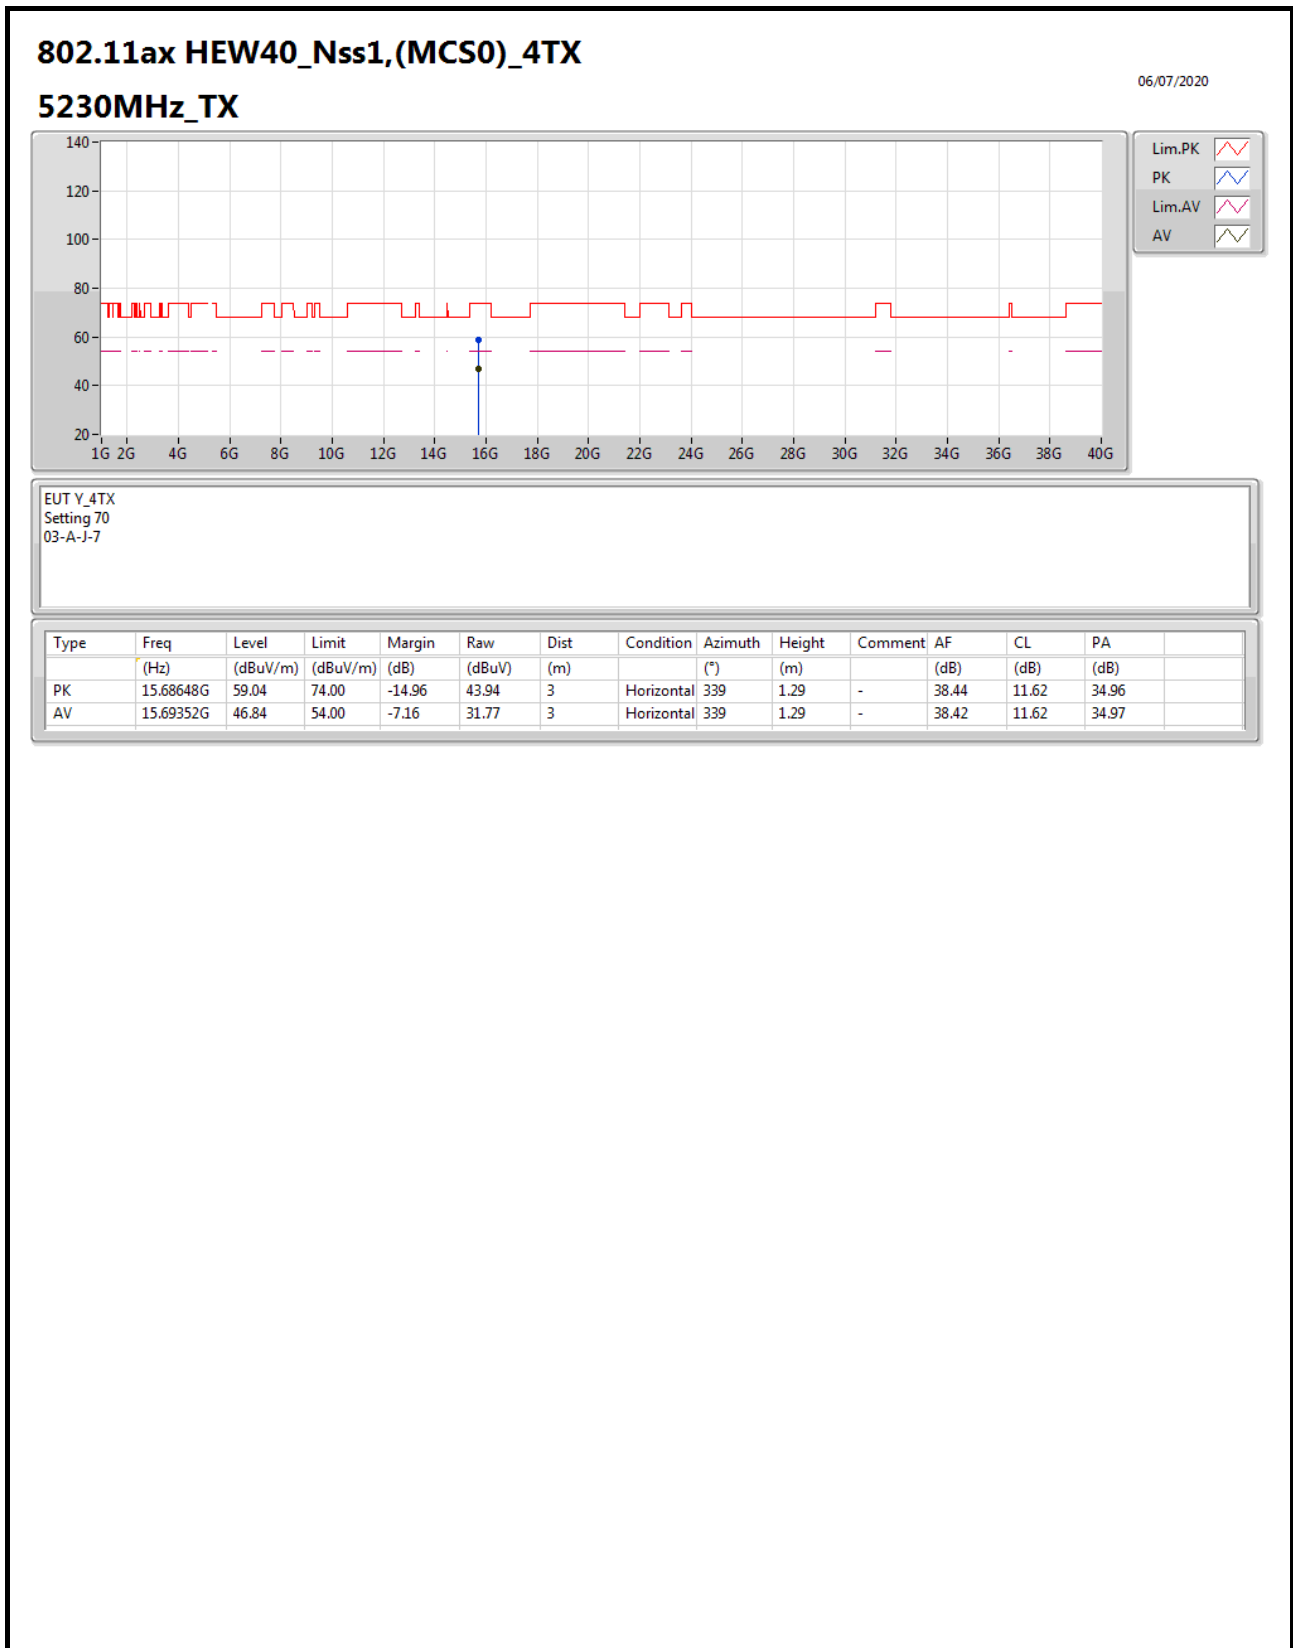 802.11ax HEW40_Nss1,(MCS0)_4TX
06/07/2020
5230MHz_TX
140
120
100
80
60
40
20
1G 2G 4G 6G 8G 10G 12G 14G 16G 18G 20G 22G 24G 26G 28G 30G 32G 34G 36G 38G 40G
Lim.PK
PK
Lim.AV
AV
EUT Y_4TX
Setting 70
03-A-J-7
Type Freq Level Limit Margin Raw Dist Condition Azimuth Height Comment AF CL PA
(Hz) (dBuV/m) (dBuV/m) (dB) (dBuV) (m) (°) (m) (dB) (dB) (dB)
PK 15.68648G 59.04 74.00 -14.96 43.94 3 Horizontal 339 1.29 - 38.44 11.62 34.96
AV 15.69352G 46.84 54.00 -7.16 31.77 3 Horizontal 339 1.29 - 38.42 11.62 34.97